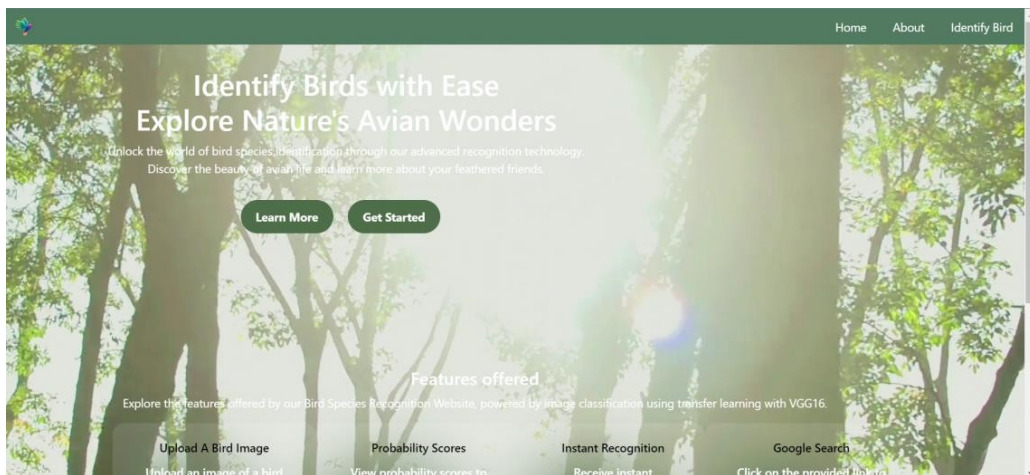 Home About Identify Bird
Identify Birds with Ease
Explore Nature's Avian Wonders
Unlock the world of bird species identification through our advanced recognition technology.
Discover the beauty of avian life and learn more about your feathered friends.
Learn More Get Started
Features offered
Explore the features offered by our Bird Species Recognition Website, powered by image classification using transfer learning with VGG16.
Upload A Bird Image Probability Scores Instant Recognition Google Search
Upload an image of a bird View probability scores to Receive instant Click on the provided link to